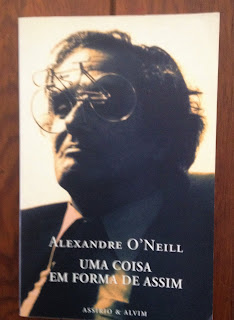 ALEXANDRE O'NEILL
UMA COISA
EM FORMA DE ASSIM
ASSÍRIO & ALVIM